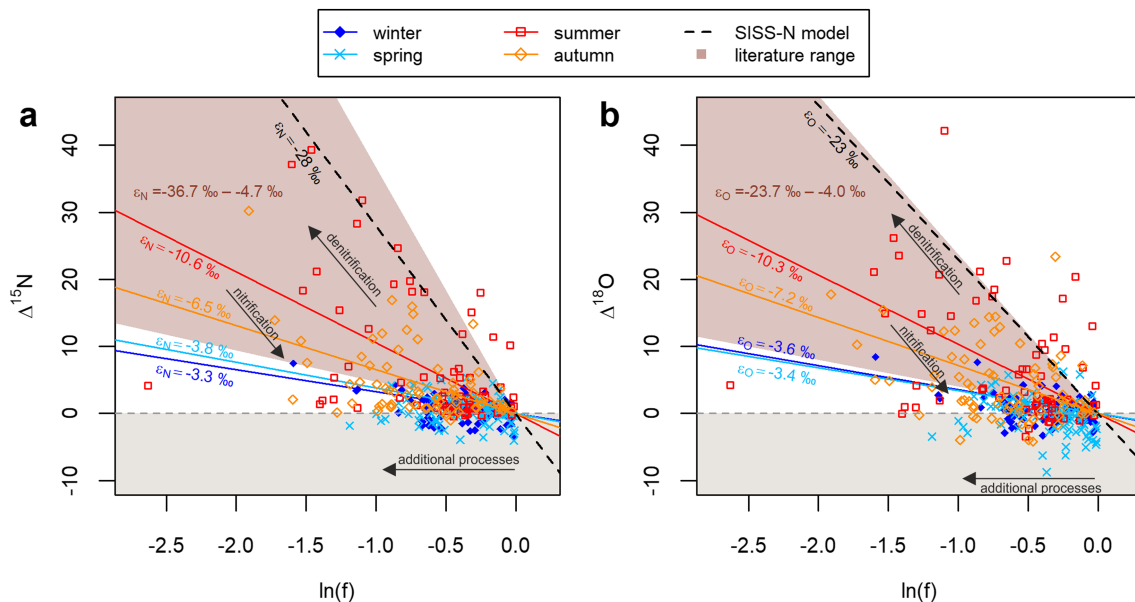 winter
summer
SISS-N model
spring
autumn
literature range
a
Δ15N
40
30
20
10
0
-10
εN = -28 ‰
εN =-36.7 ‰ – -4.7 ‰
εN = -10.6 ‰
denitrification
εN = -6.5 ‰
nitrification
εN = -3.8 ‰
εN = -3.3 ‰
additional processes
-2.5 -2.0 -1.5 -1.0 -0.5 0.0
ln(f)
b
Δ18O
40
30
20
10
0
-10
εO = -23 ‰
εO =-23.7 ‰ – -4.0 ‰
εO = -10.3 ‰
denitrification
εO = -7.2 ‰
nitrification
εO = -3.6 ‰
εO = -3.4 ‰
additional processes
-2.5 -2.0 -1.5 -1.0 -0.5 0.0
ln(f)